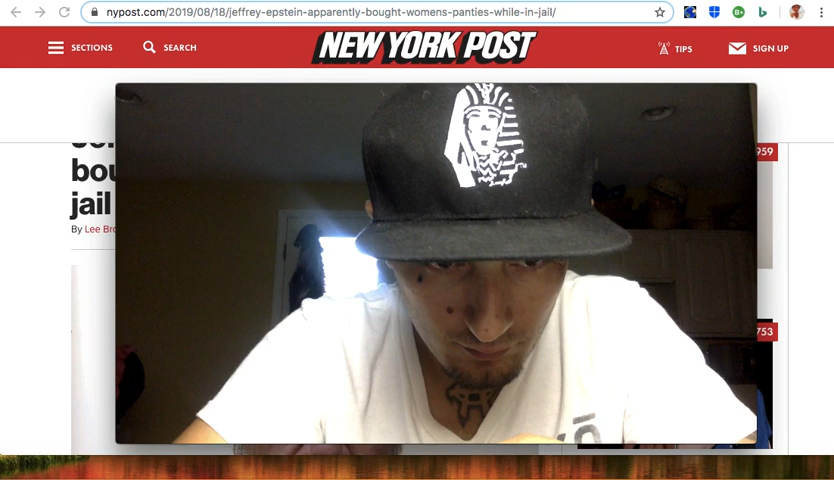 nypost.com/2019/08/18/jeffrey-epstein-apparently-bought-womens-panties-while-in-jail/
SECTIONS
SEARCH
NEW YORK POST
TIPS
SIGN UP
959
bou
jail
By Lee Bro
753